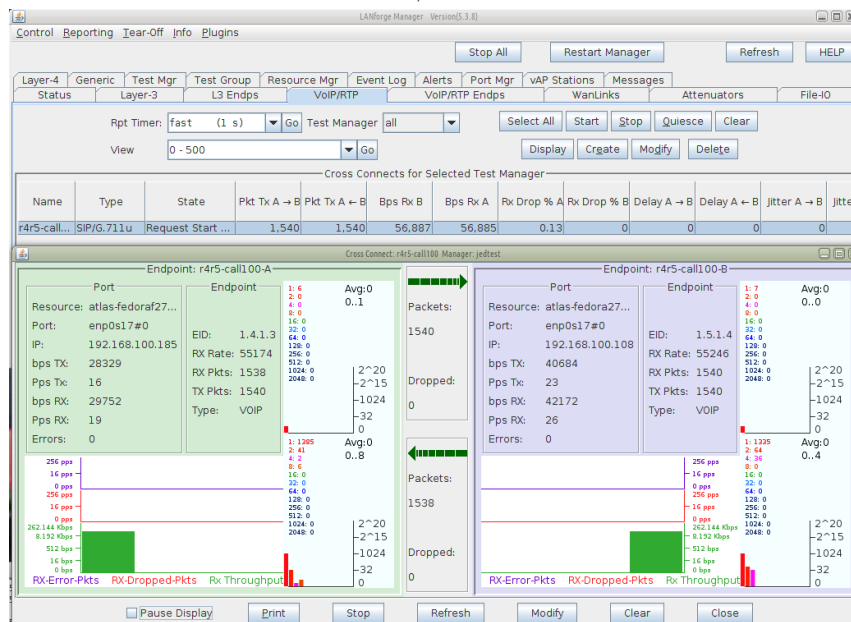 LANforge Manager Version(5.3.8)
Control Reporting Tear-Off Info Plugins
Stop All Restart Manager Refresh HELP
Layer-4 Generic Test Mgr Test Group Resource Mgr Event Log Alerts Port Mgr vAP Stations Messages
Status Layer-3 L3 Endps VoIP/RTP VoIP/RTP Endps WanLinks Attenuators File-IO
Rpt Timer: fast (1 s) Go Test Manager all Select All Start Stop Quiesce Clear
View 0 - 500 Go Display Create Modify Delete
Cross Connects for Selected Test Manager
Name Type State Pkt Tx A → B Pkt Tx A ← B Bps Rx B Bps Rx A Rx Drop % A Rx Drop % B Delay A → B Delay A ← B Jitter A → B Jitte
r4r5-call... SIP/G.711u Request Start ... 1,540 1,540 56,887 56,885 0.13 0 0 0 0
Cross Connect: r4r5-call100 Manager: jedtest
Endpoint: r4r5-call100-A
Port
Resource: atlas-fedoraf27...
Port: enp0s17#0
IP: 192.168.100.185
bps TX: 28329
Pps Tx: 16
bps RX: 29752
Pps RX: 19
Errors: 0
Endpoint
EID: 1.4.1.3
RX Rate: 55174
RX Pkts: 1538
TX Pkts: 1540
Type: VOIP
1: 6
2: 0
4: 0
8: 0
16: 0
32: 0
64: 0
128: 0
256: 0
512: 0
1024: 0
2048: 0
Avg:0
0..1
2^20
2^15
1024
32
0
1: 1385
2: 41
4: 2
8: 6
16: 0
32: 0
64: 0
128: 0
256: 0
512: 0
1024: 0
2048: 0
Avg:0
0..8
2^20
2^15
1024
32
0
256 pps
16 pps
0 pps
256 pps
16 pps
0 pps
262.144 Kbps
8.192 Kbps
512 bps
16 bps
0 bps
RX-Error-Pkts RX-Dropped-Pkts Rx Throughput
Packets:
1540
Dropped:
0
Packets:
1538
Dropped:
0
Endpoint: r4r5-call100-B
Port
Resource: atlas-fedora27...
Port: enp0s17#0
IP: 192.168.100.108
bps TX: 40684
Pps Tx: 23
bps RX: 42172
Pps RX: 26
Errors: 0
Endpoint
EID: 1.5.1.4
RX Rate: 55246
RX Pkts: 1540
TX Pkts: 1540
Type: VOIP
1: 7
2: 0
4: 0
8: 0
16: 0
32: 0
64: 0
128: 0
256: 0
512: 0
1024: 0
2048: 0
Avg:0
0..0
2^20
2^15
1024
32
0
1: 1335
2: 64
4: 36
8: 0
16: 0
32: 0
64: 0
128: 0
256: 0
512: 0
1024: 0
2048: 0
Avg:0
0..4
2^20
2^15
1024
32
0
256 pps
16 pps
0 pps
256 pps
16 pps
0 pps
262.144 Kbps
8.192 Kbps
512 bps
16 bps
0 bps
RX-Error-Pkts RX-Dropped-Pkts Rx Throughput
Pause Display Print Stop Refresh Modify Clear Close